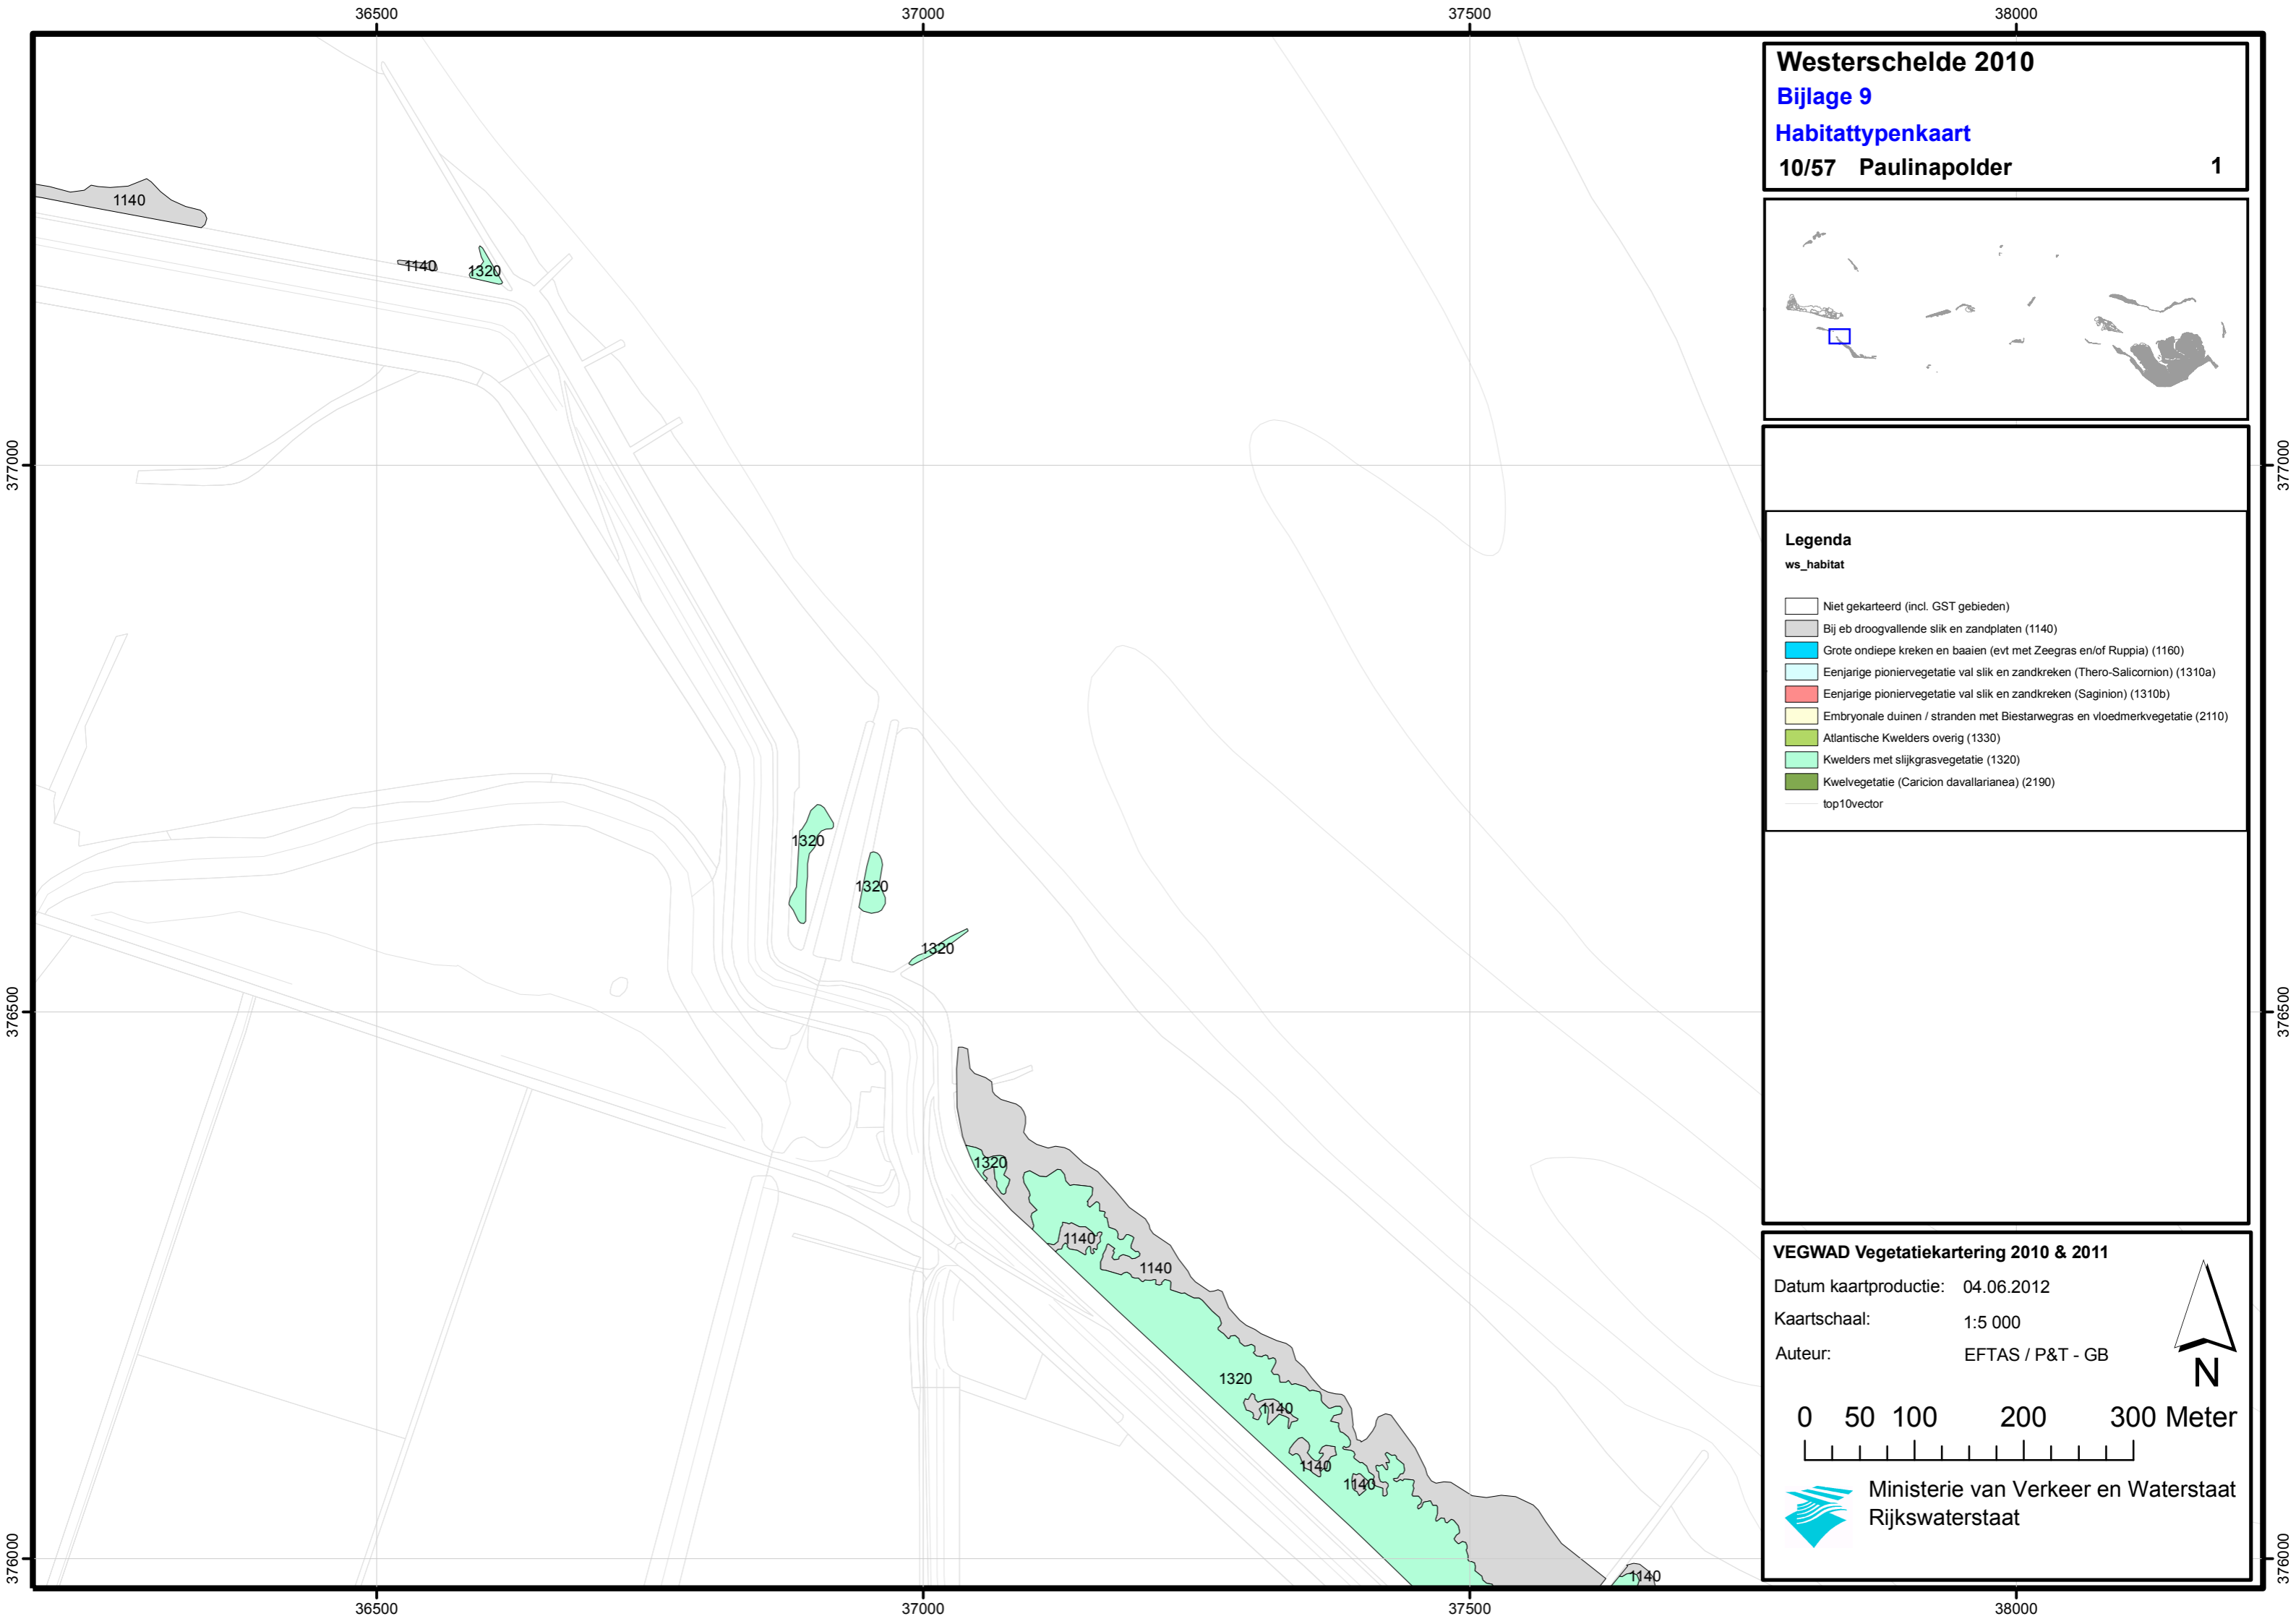 36500 37000 37500 38000
Westerschelde 2010
Bijlage 9
Habitattypenkaart
10/57 Paulinapolder 1
1140
1140
1320
377000 377000
Legenda
ws_habitat
Niet gekarteerd (incl. GST gebieden)
Bij eb droogvallende slik en zandplaten (1140)
Grote ondiepe kreken en baaien (evt met Zeegras en/of Ruppia) (1160)
Eenjarige pioniervegetatie val slik en zandkreken (Thero-Salicornion) (1310a)
Eenjarige pioniervegetatie val slik en zandkreken (Saginion) (1310b)
Embryonale duinen / stranden met Biestarwegras en vloedmerkvegetatie (2110)
Atlantische Kwelders overig (1330)
Kwelders met slijkgrasvegetatie (1320)
Kwelvegetatie (Caricion davallarianea) (2190)
top10vector
1320
1320
1320
376500 376500
1320
1140
1140
1320
1140
1140
1140
1140
VEGWAD Vegetatiekartering 2010 & 2011
Datum kaartproductie: 04.06.2012
Kaartschaal: 1:5 000
Auteur: EFTAS / P&T - GB
N
0 50 100 200 300 Meter
Ministerie van Verkeer en Waterstaat
Rijkswaterstaat
376000 376000
36500 37000 37500 38000